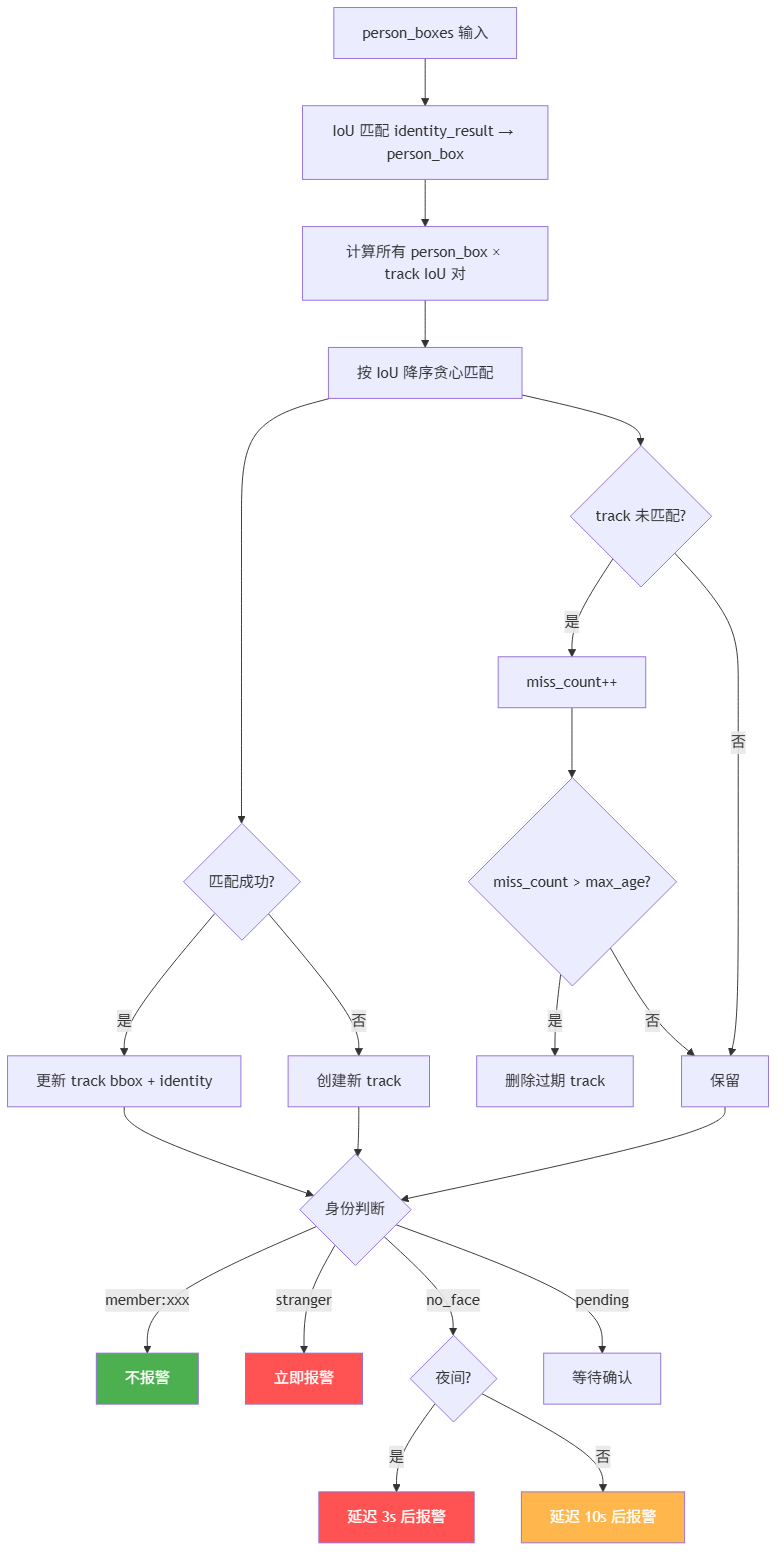 person_boxes 输入
IoU 匹配 identity_result →
person_box
计算所有 person_box ×
track IoU 对
按 IoU 降序贪心匹配
track 未匹配?
是
miss_count++
否
匹配成功?
miss_count > max_age?
是
否
是
否
更新 track bbox + identity
创建新 track
删除过期 track
保留
身份判断
member:xxx
stranger
no_face
pending
不报警
立即报警
夜间?
等待确认
是
否
延迟 3s 后报警
延迟 10s 后报警